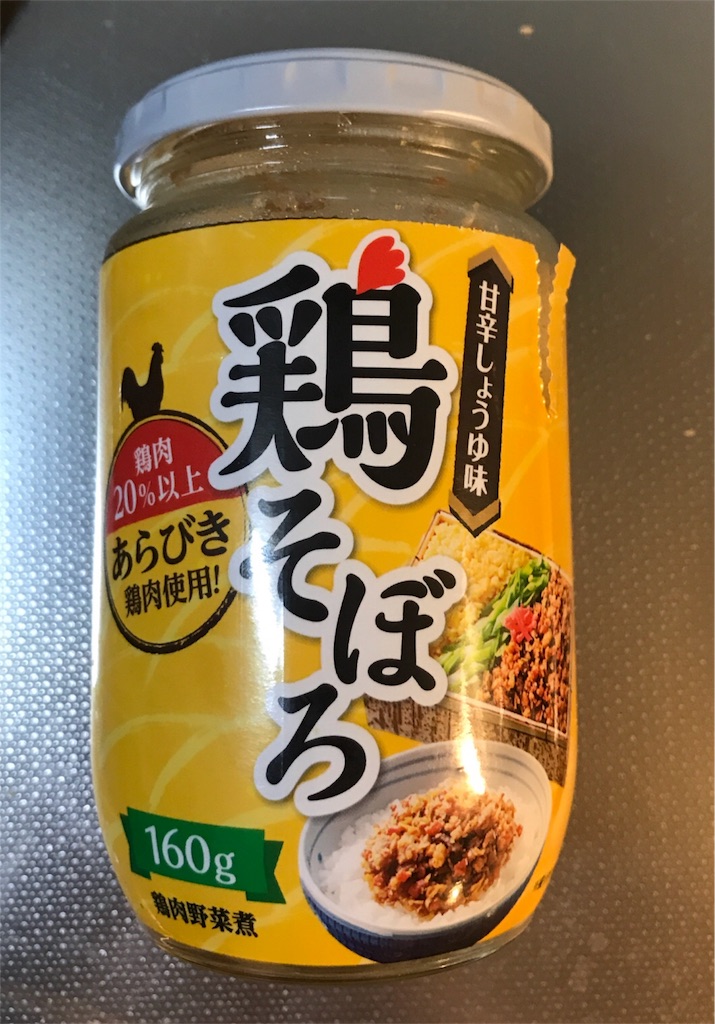 鶏そぼろ
甘辛しょうゆ味
鶏肉
20%以上
あらびき
鶏肉使用!
160g
鶏肉野菜煮